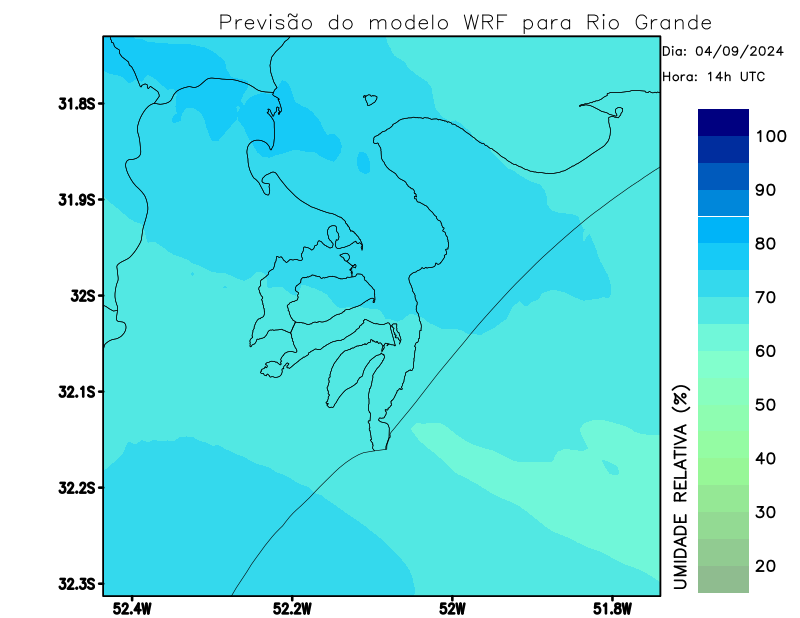 Previsão do modelo WRF para Rio Grande
Dia: 04/09/2024
Hora: 14h UTC
31.8S
31.9S
32S
32.1S
32.2S
32.3S
52.4W
52.2W
52W
51.8W
100
90
80
70
60
50
40
30
20
UMIDADE RELATIVA (%)